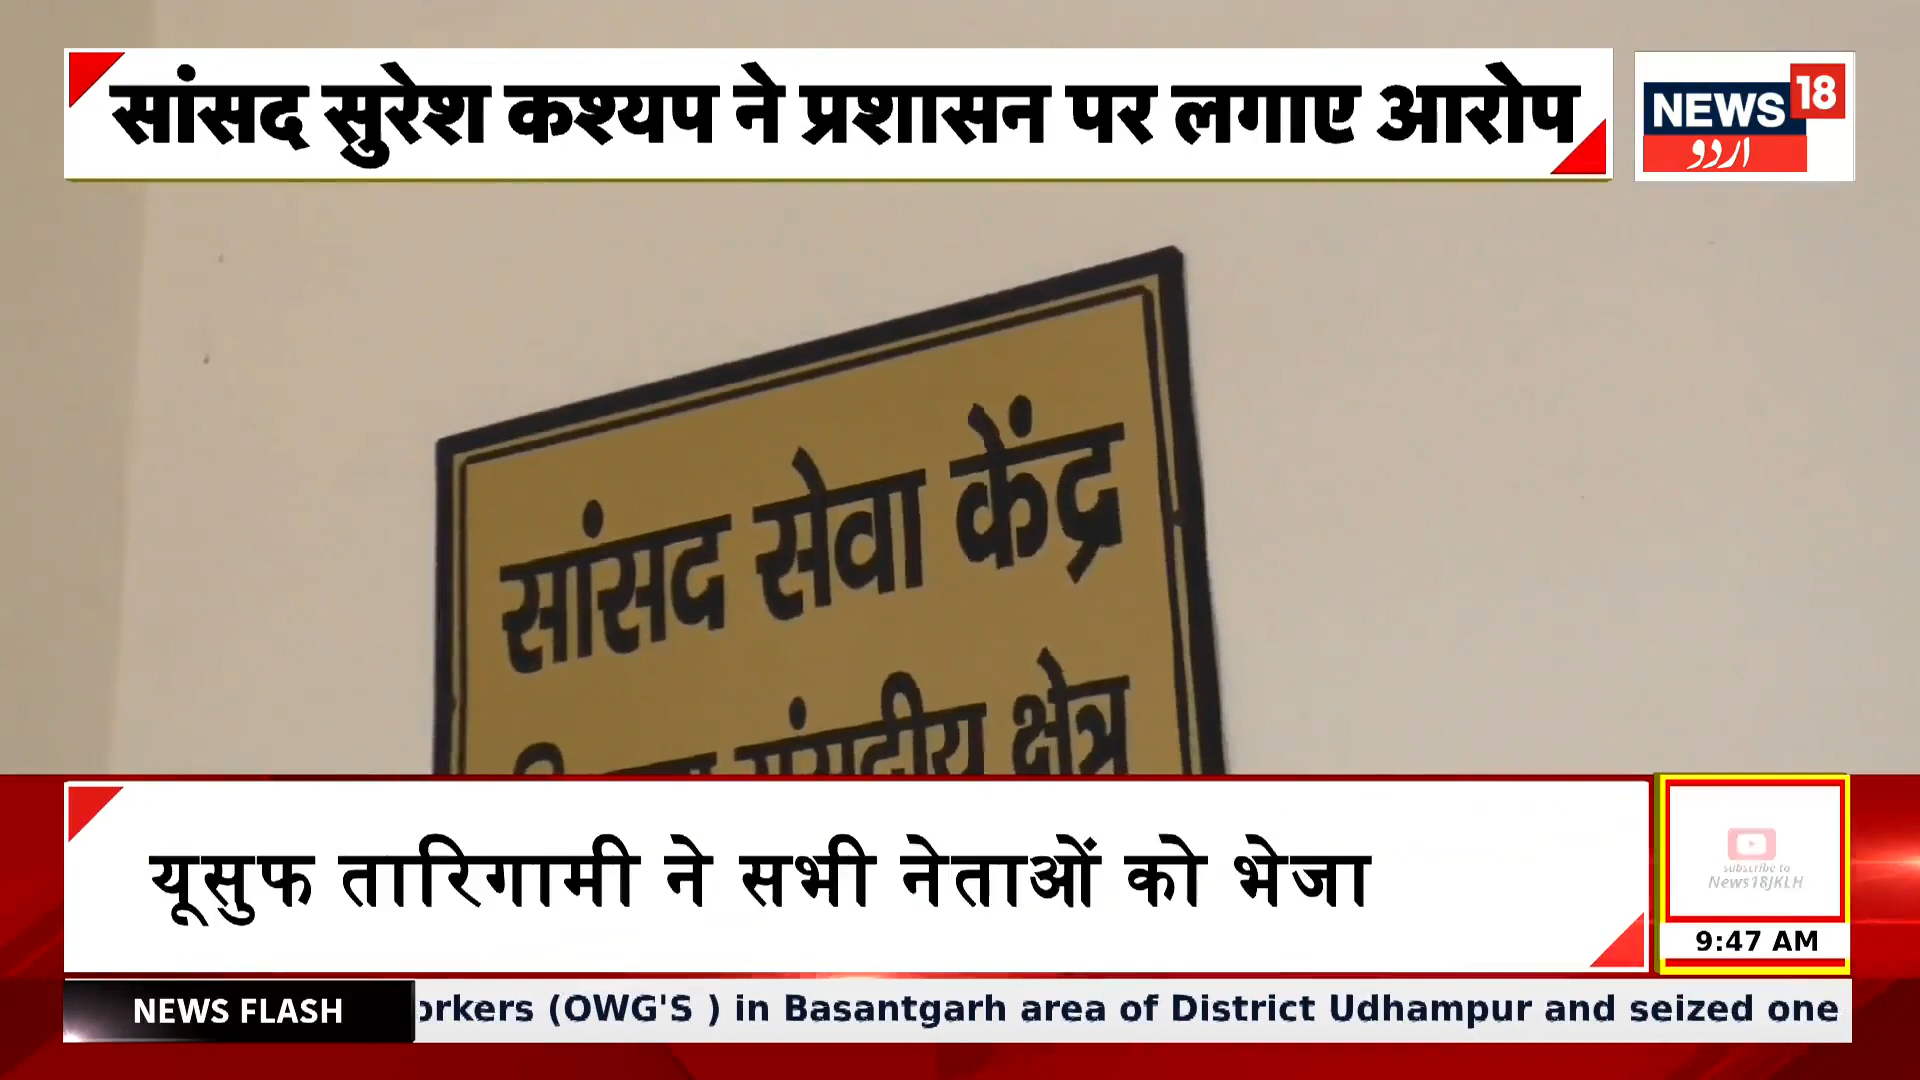 सांसद सुरेश कश्यप ने प्रशासन पर लगाए आरोप
NEWS 18
اردو
सांसद सेवा केंद्र
संसदीय क्षेत्र
यूसुफ तारिगामी ने सभी नेताओं को भेजा
subscribe to
News18JKLH
9:47 AM
NEWS FLASH
orkers (OWG'S ) in Basantgarh area of District Udhampur and seized one